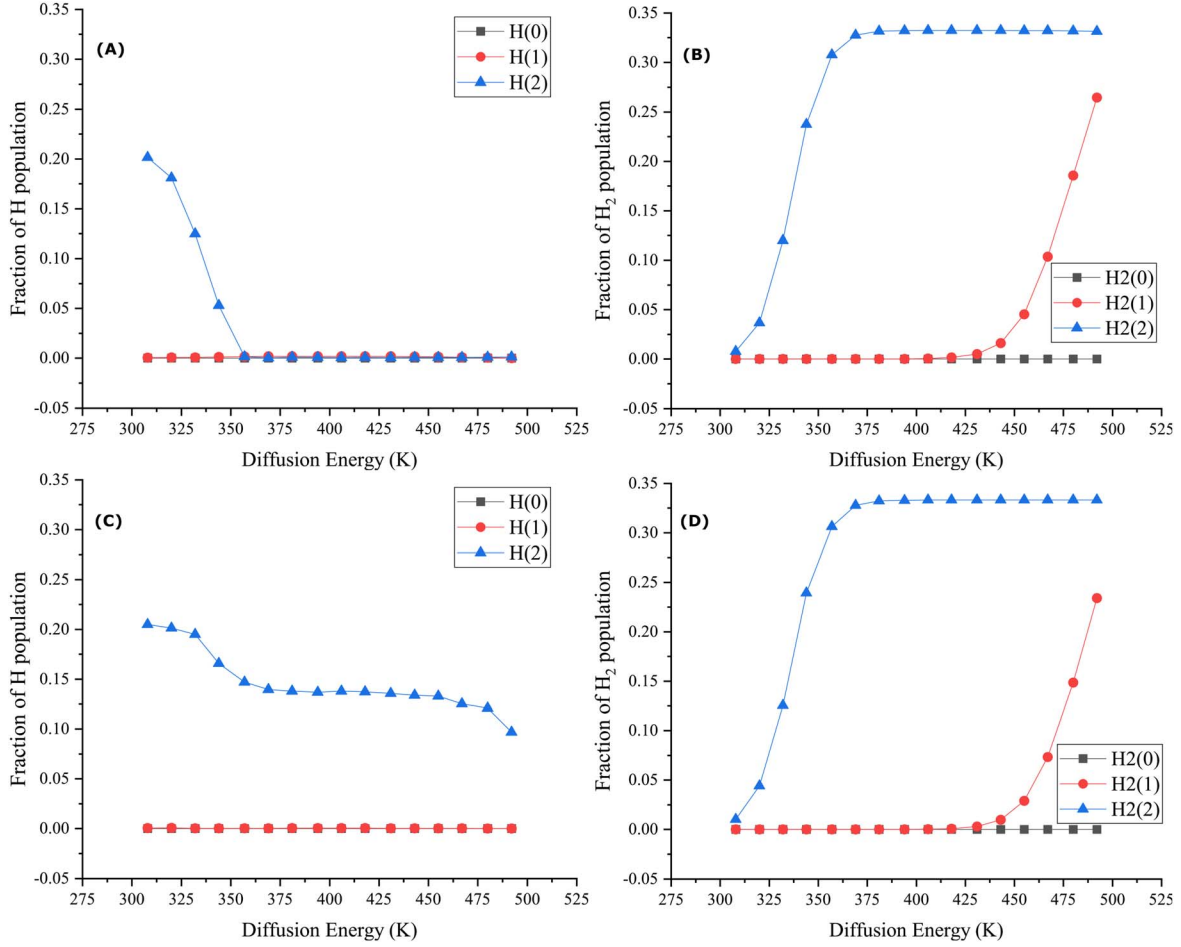 (A)
H(0)
H(1)
H(2)
0.35
0.30
0.25
0.20
0.15
0.10
0.05
0.00
-0.05
Fraction of H population
275 300 325 350 375 400 425 450 475 500 525
Diffusion Energy (K)
(B)
0.35
0.30
0.25
0.20
0.15
0.10
0.05
0.00
-0.05
Fraction of H₂ population
H2(0)
H2(1)
H2(2)
275 300 325 350 375 400 425 450 475 500 525
Diffusion Energy (K)
(C)
H(0)
H(1)
H(2)
0.35
0.30
0.25
0.20
0.15
0.10
0.05
0.00
-0.05
Fraction of H population
275 300 325 350 375 400 425 450 475 500 525
Diffusion Energy (K)
(D)
0.35
0.30
0.25
0.20
0.15
0.10
0.05
0.00
-0.05
Fraction of H₂ population
H2(0)
H2(1)
H2(2)
275 300 325 350 375 400 425 450 475 500 525
Diffusion Energy (K)